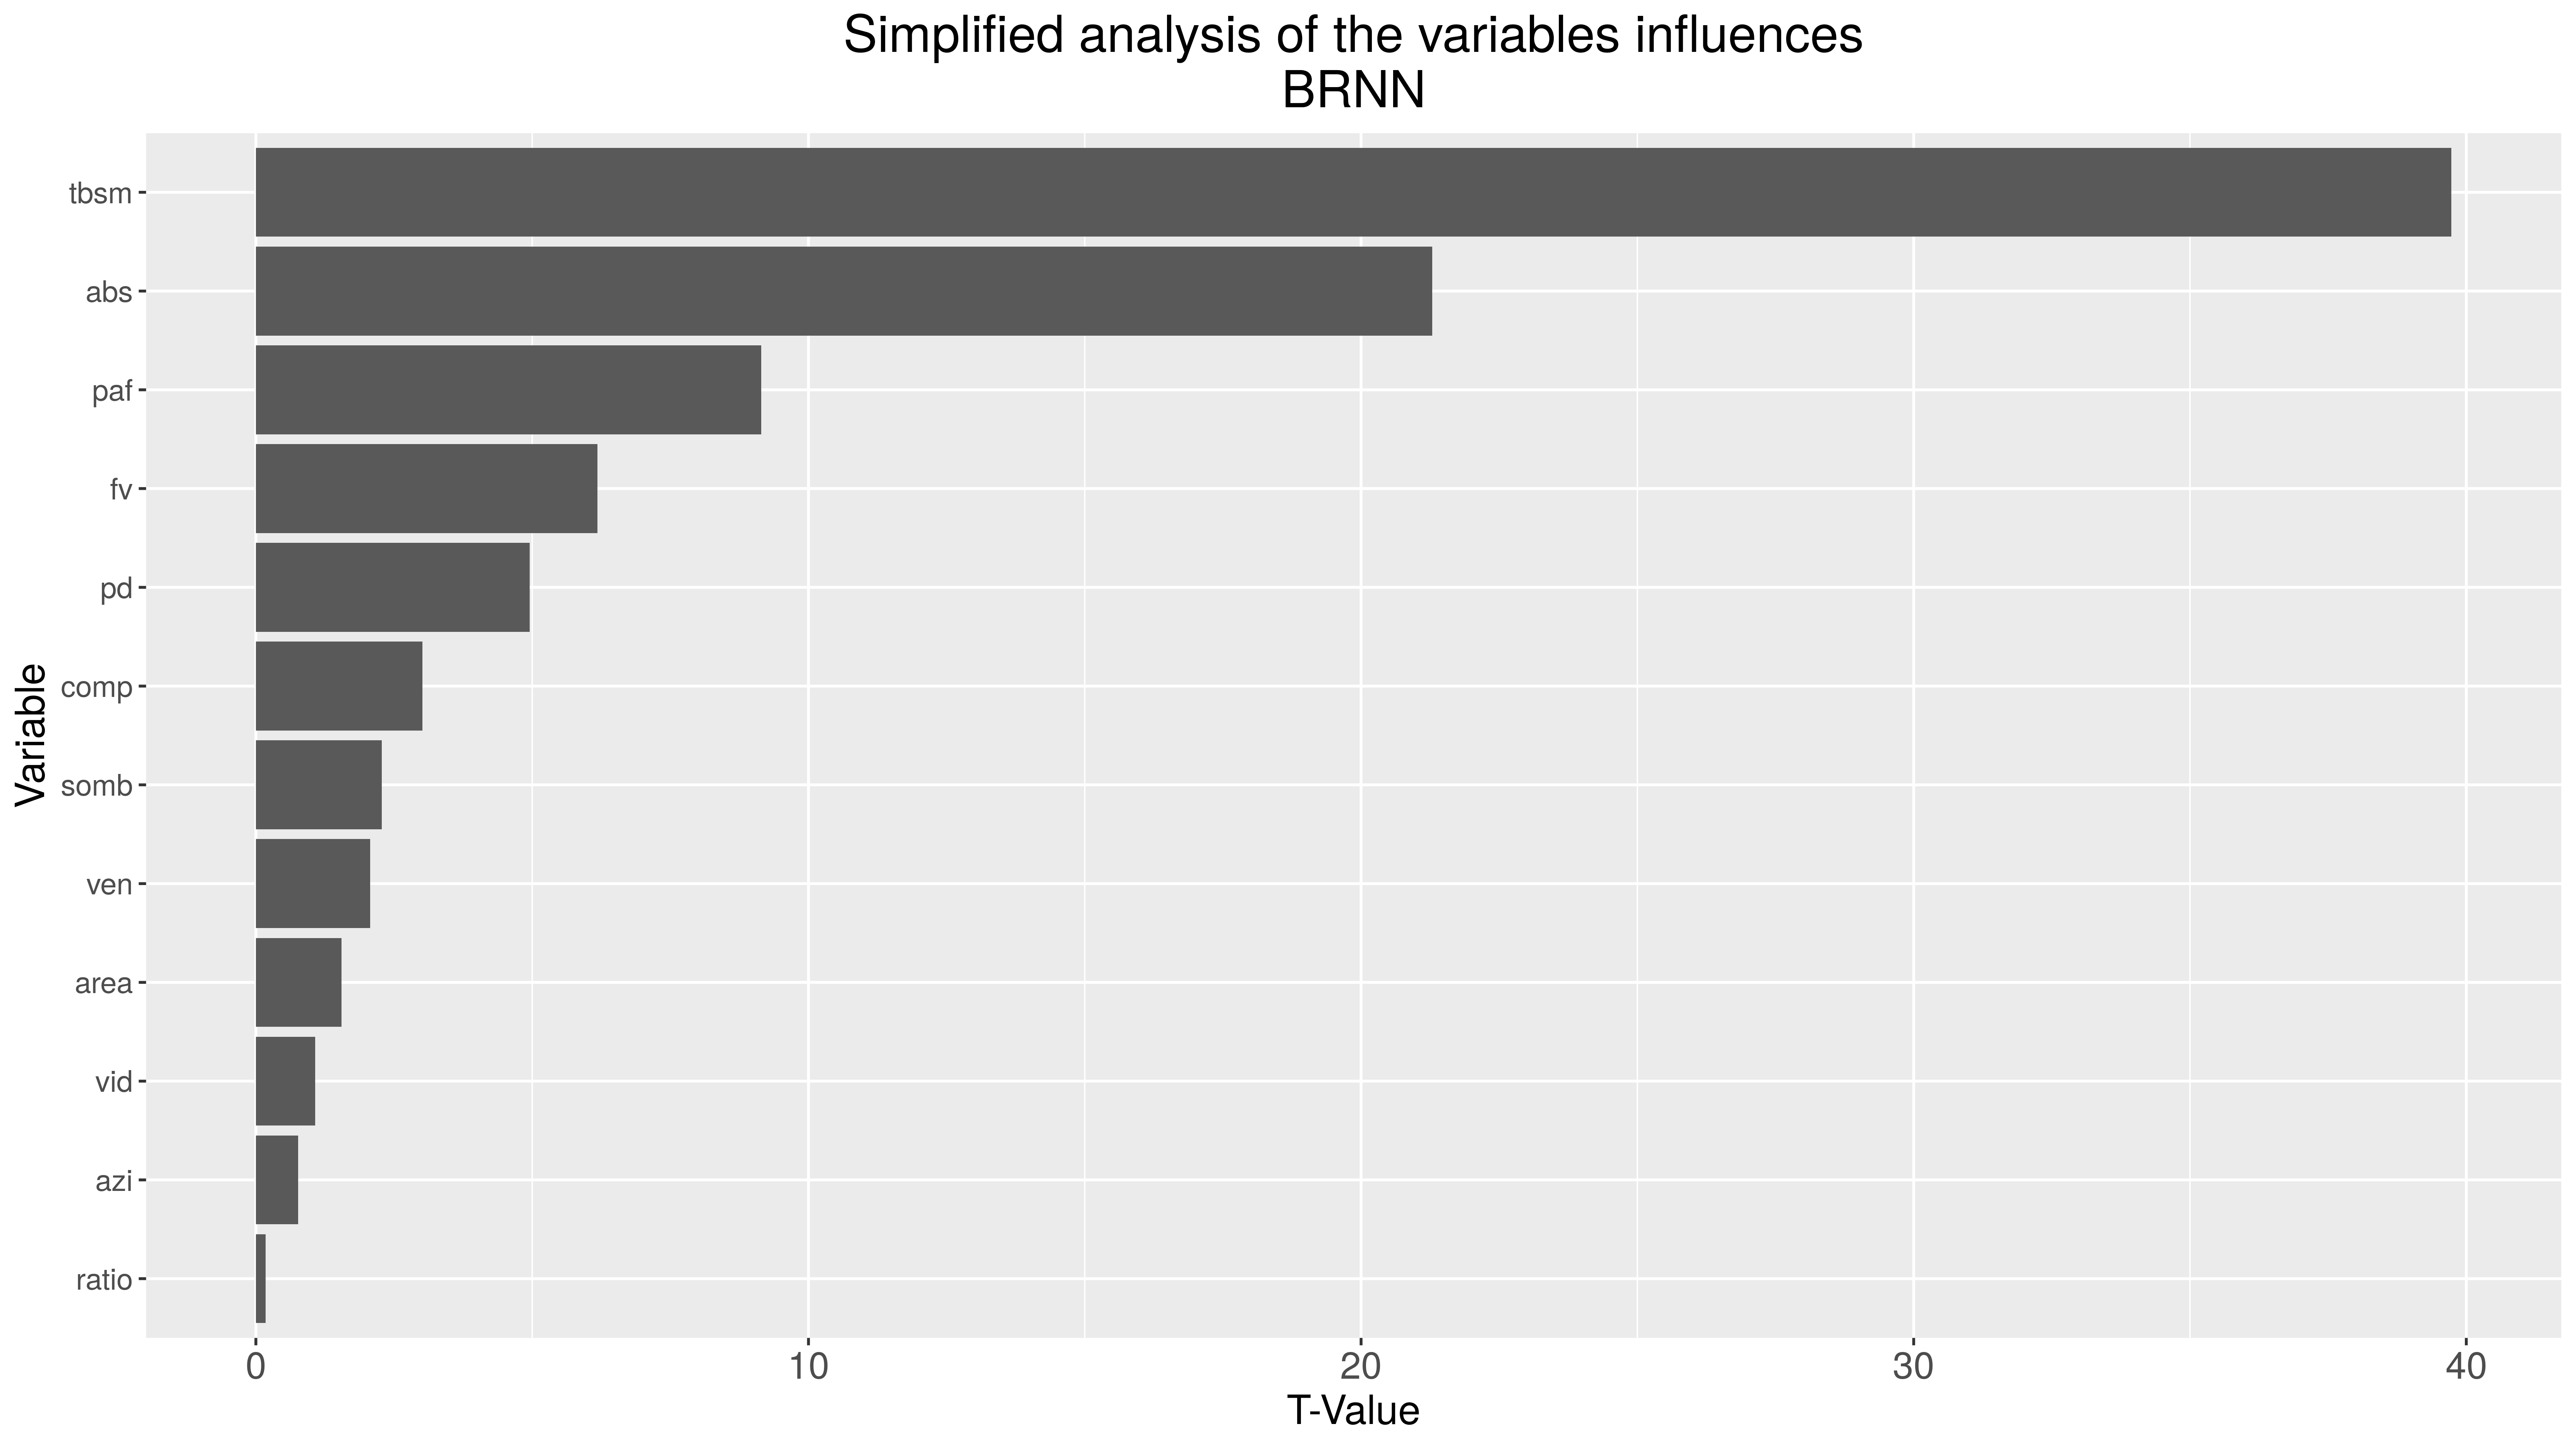 Simplified analysis of the variables influences
BRNN
Variable
tbsm
abs
paf
fv
pd
comp
somb
ven
area
vid
azi
ratio
0 10 20 30 40
T-Value